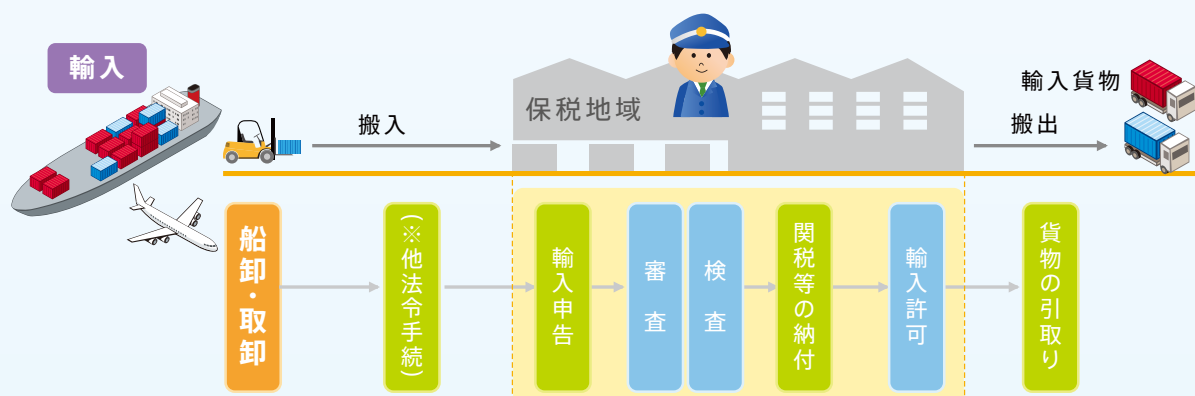 輸入
搬入
保税地域
輸入貨物
搬出
船卸・取卸
(※他法令手続)
輸入申告
審査
検査
関税等の納付
輸入許可
貨物の引取り